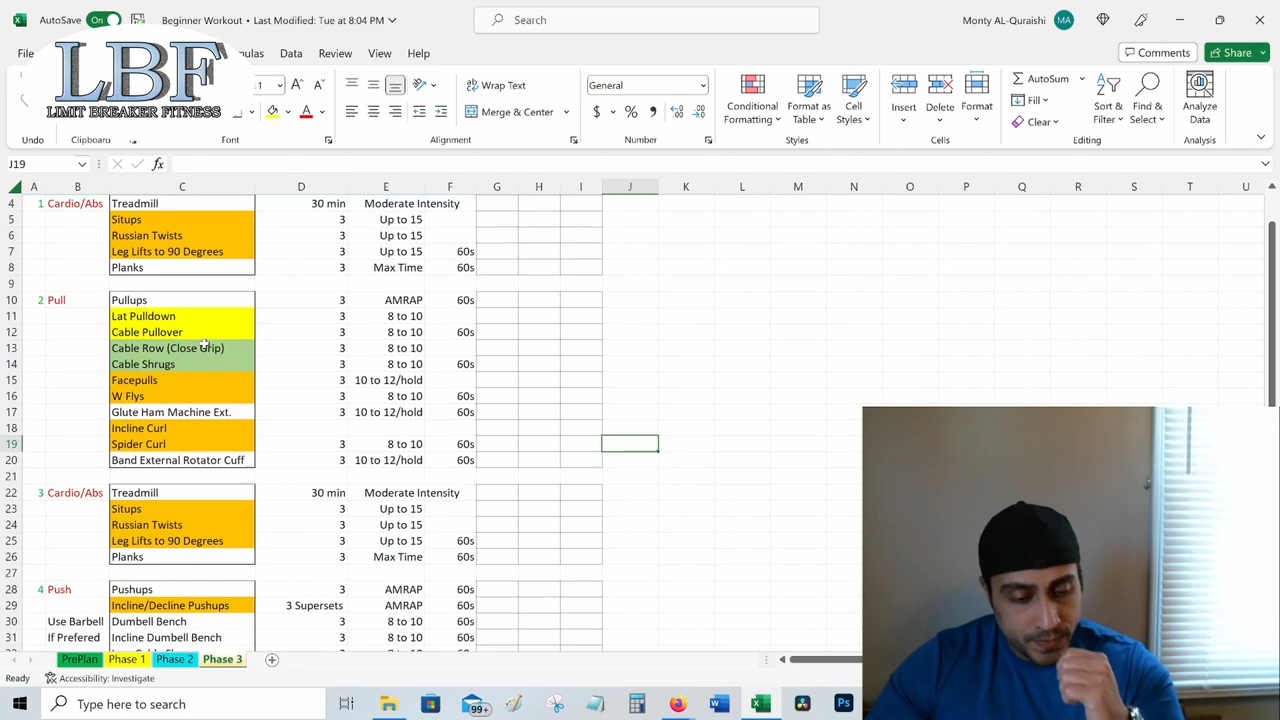 AutoSave On Beginner Workout • Last Modified: Tue at 8:04 PM Search Monty AL-Quraishi MA
File ulas Data Review View Help Comments Share
LBF
LIMIT BREAKER FITNESS
Wrap Text General Conditional Formatting Format as Table Cell Styles Insert Delete Format AutoSum Fill Clear Sort & Filter Find & Select Analyze Data
Merge & Center $ % 9
Undo Clipboard Font Alignment Number Styles Cells Editing Analysis
J19 fx
A B C D E F G H I J K L M N O P Q R S T U
4 1 Cardio/Abs Treadmill 30 min Moderate Intensity
5 Situps 3 Up to 15
6 Russian Twists 3 Up to 15
7 Leg Lifts to 90 Degrees 3 Up to 15 60s
8 Planks 3 Max Time 60s
9
10 2 Pull Pullups 3 AMRAP 60s
11 Lat Pulldown 3 8 to 10
12 Cable Pullover 3 8 to 10 60s
13 Cable Row (Close Grip) 3 8 to 10
14 Cable Shrugs 3 8 to 10 60s
15 Facepulls 3 10 to 12/hold
16 W Flys 3 8 to 10 60s
17 Glute Ham Machine Ext. 3 10 to 12/hold 60s
18 Incline Curl
19 Spider Curl 3 8 to 10 60s
20 Band External Rotator Cuff 3 10 to 12/hold 60s
21
22 3 Cardio/Abs Treadmill 30 min Moderate Intensity
23 Situps 3 Up to 15
24 Russian Twists 3 Up to 15
25 Leg Lifts to 90 Degrees 3 Up to 15 60s
26 Planks 3 Max Time 60s
27
28 4 Push Pushups 3 AMRAP 60s
29 Incline/Decline Pushups 3 Supersets AMRAP 60s
30 Use Barbell Dumbell Bench 3 8 to 10 60s
31 If Preferred Incline Dumbell Bench 3 8 to 10 60s
PrePlan Phase 1 Phase 2 Phase 3
Ready Accessibility: Investigate
Type here to search 99+ W Ps